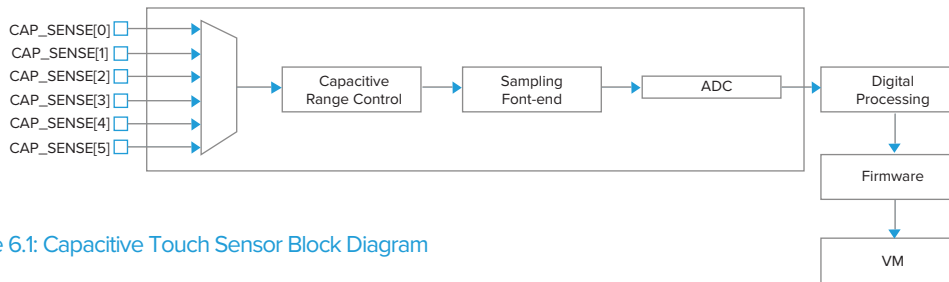 CAP_SENSE[0]
CAP_SENSE[1]
CAP_SENSE[2]
CAP_SENSE[3]
CAP_SENSE[4]
CAP_SENSE[5]
Capacitive
Range Control
Sampling
Font-end
ADC
Digital
Processing
Firmware
VM
e 6.1: Capacitive Touch Sensor Block Diagram